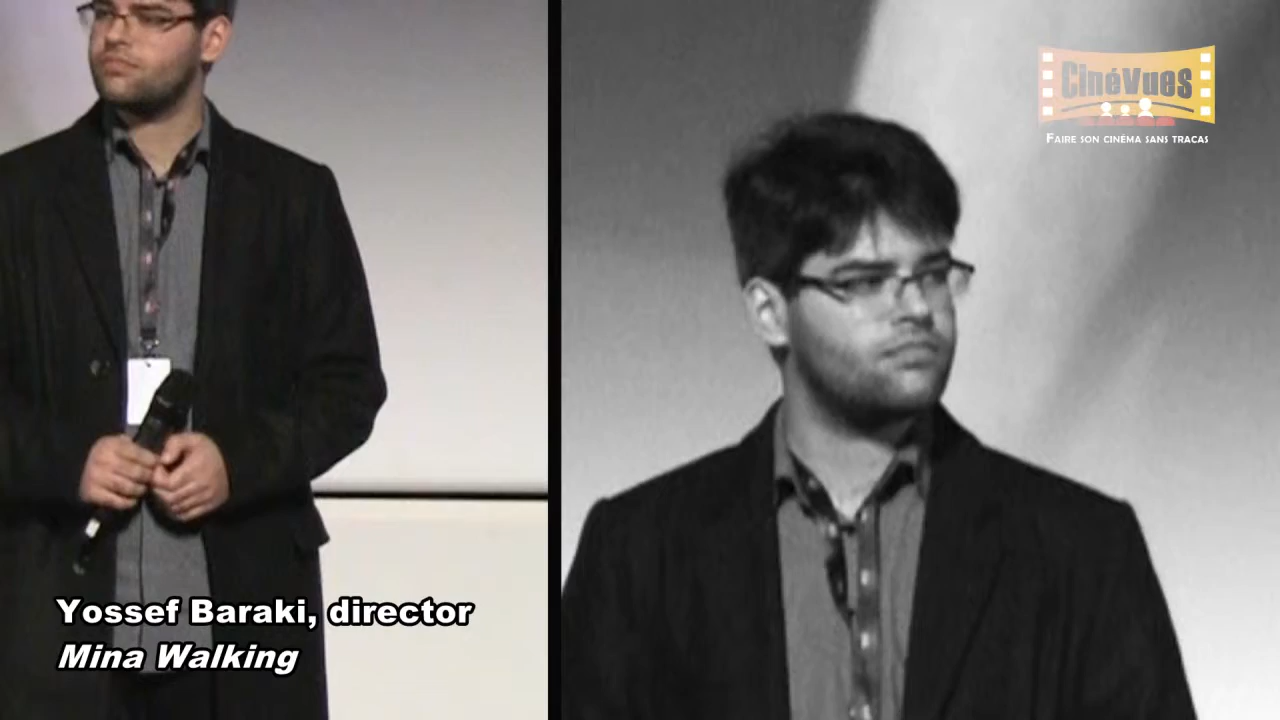 CinéVues
FAIRE SON CINÉMA SANS TRACAS
Yossef Baraki, director
Mina Walking